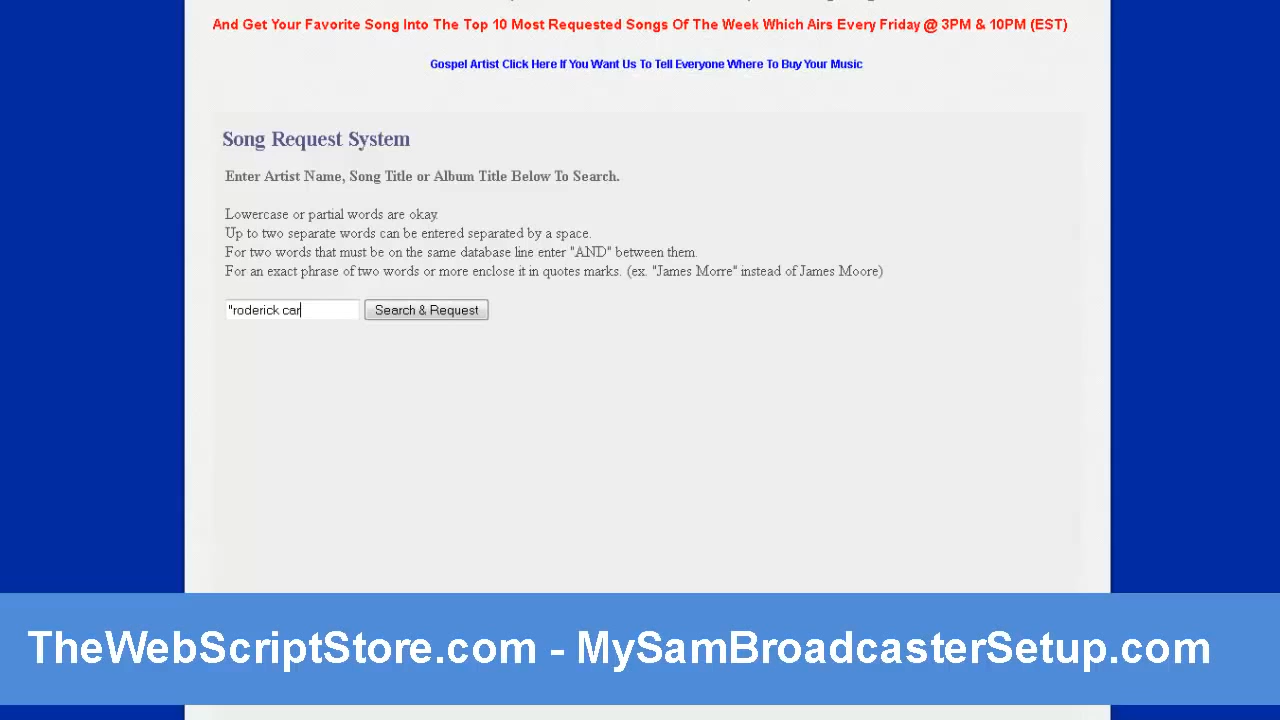 And Get Your Favorite Song Into The Top 10 Most Requested Songs Of The Week Which Airs Every Friday @ 3PM & 10PM (EST)
Gospel Artist Click Here If You Want Us To Tell Everyone Where To Buy Your Music
Song Request System
Enter Artist Name, Song Title or Album Title Below To Search.
Lowercase or partial words are okay.
Up to two separate words can be entered separated by a space.
For two words that must be on the same database line enter "AND" between them.
For an exact phrase of two words or more enclose it in quotes marks. (ex. "James Morre" instead of James Moore)
"roderick car Search & Request
TheWebScriptStore.com - MySamBroadcasterSetup.com